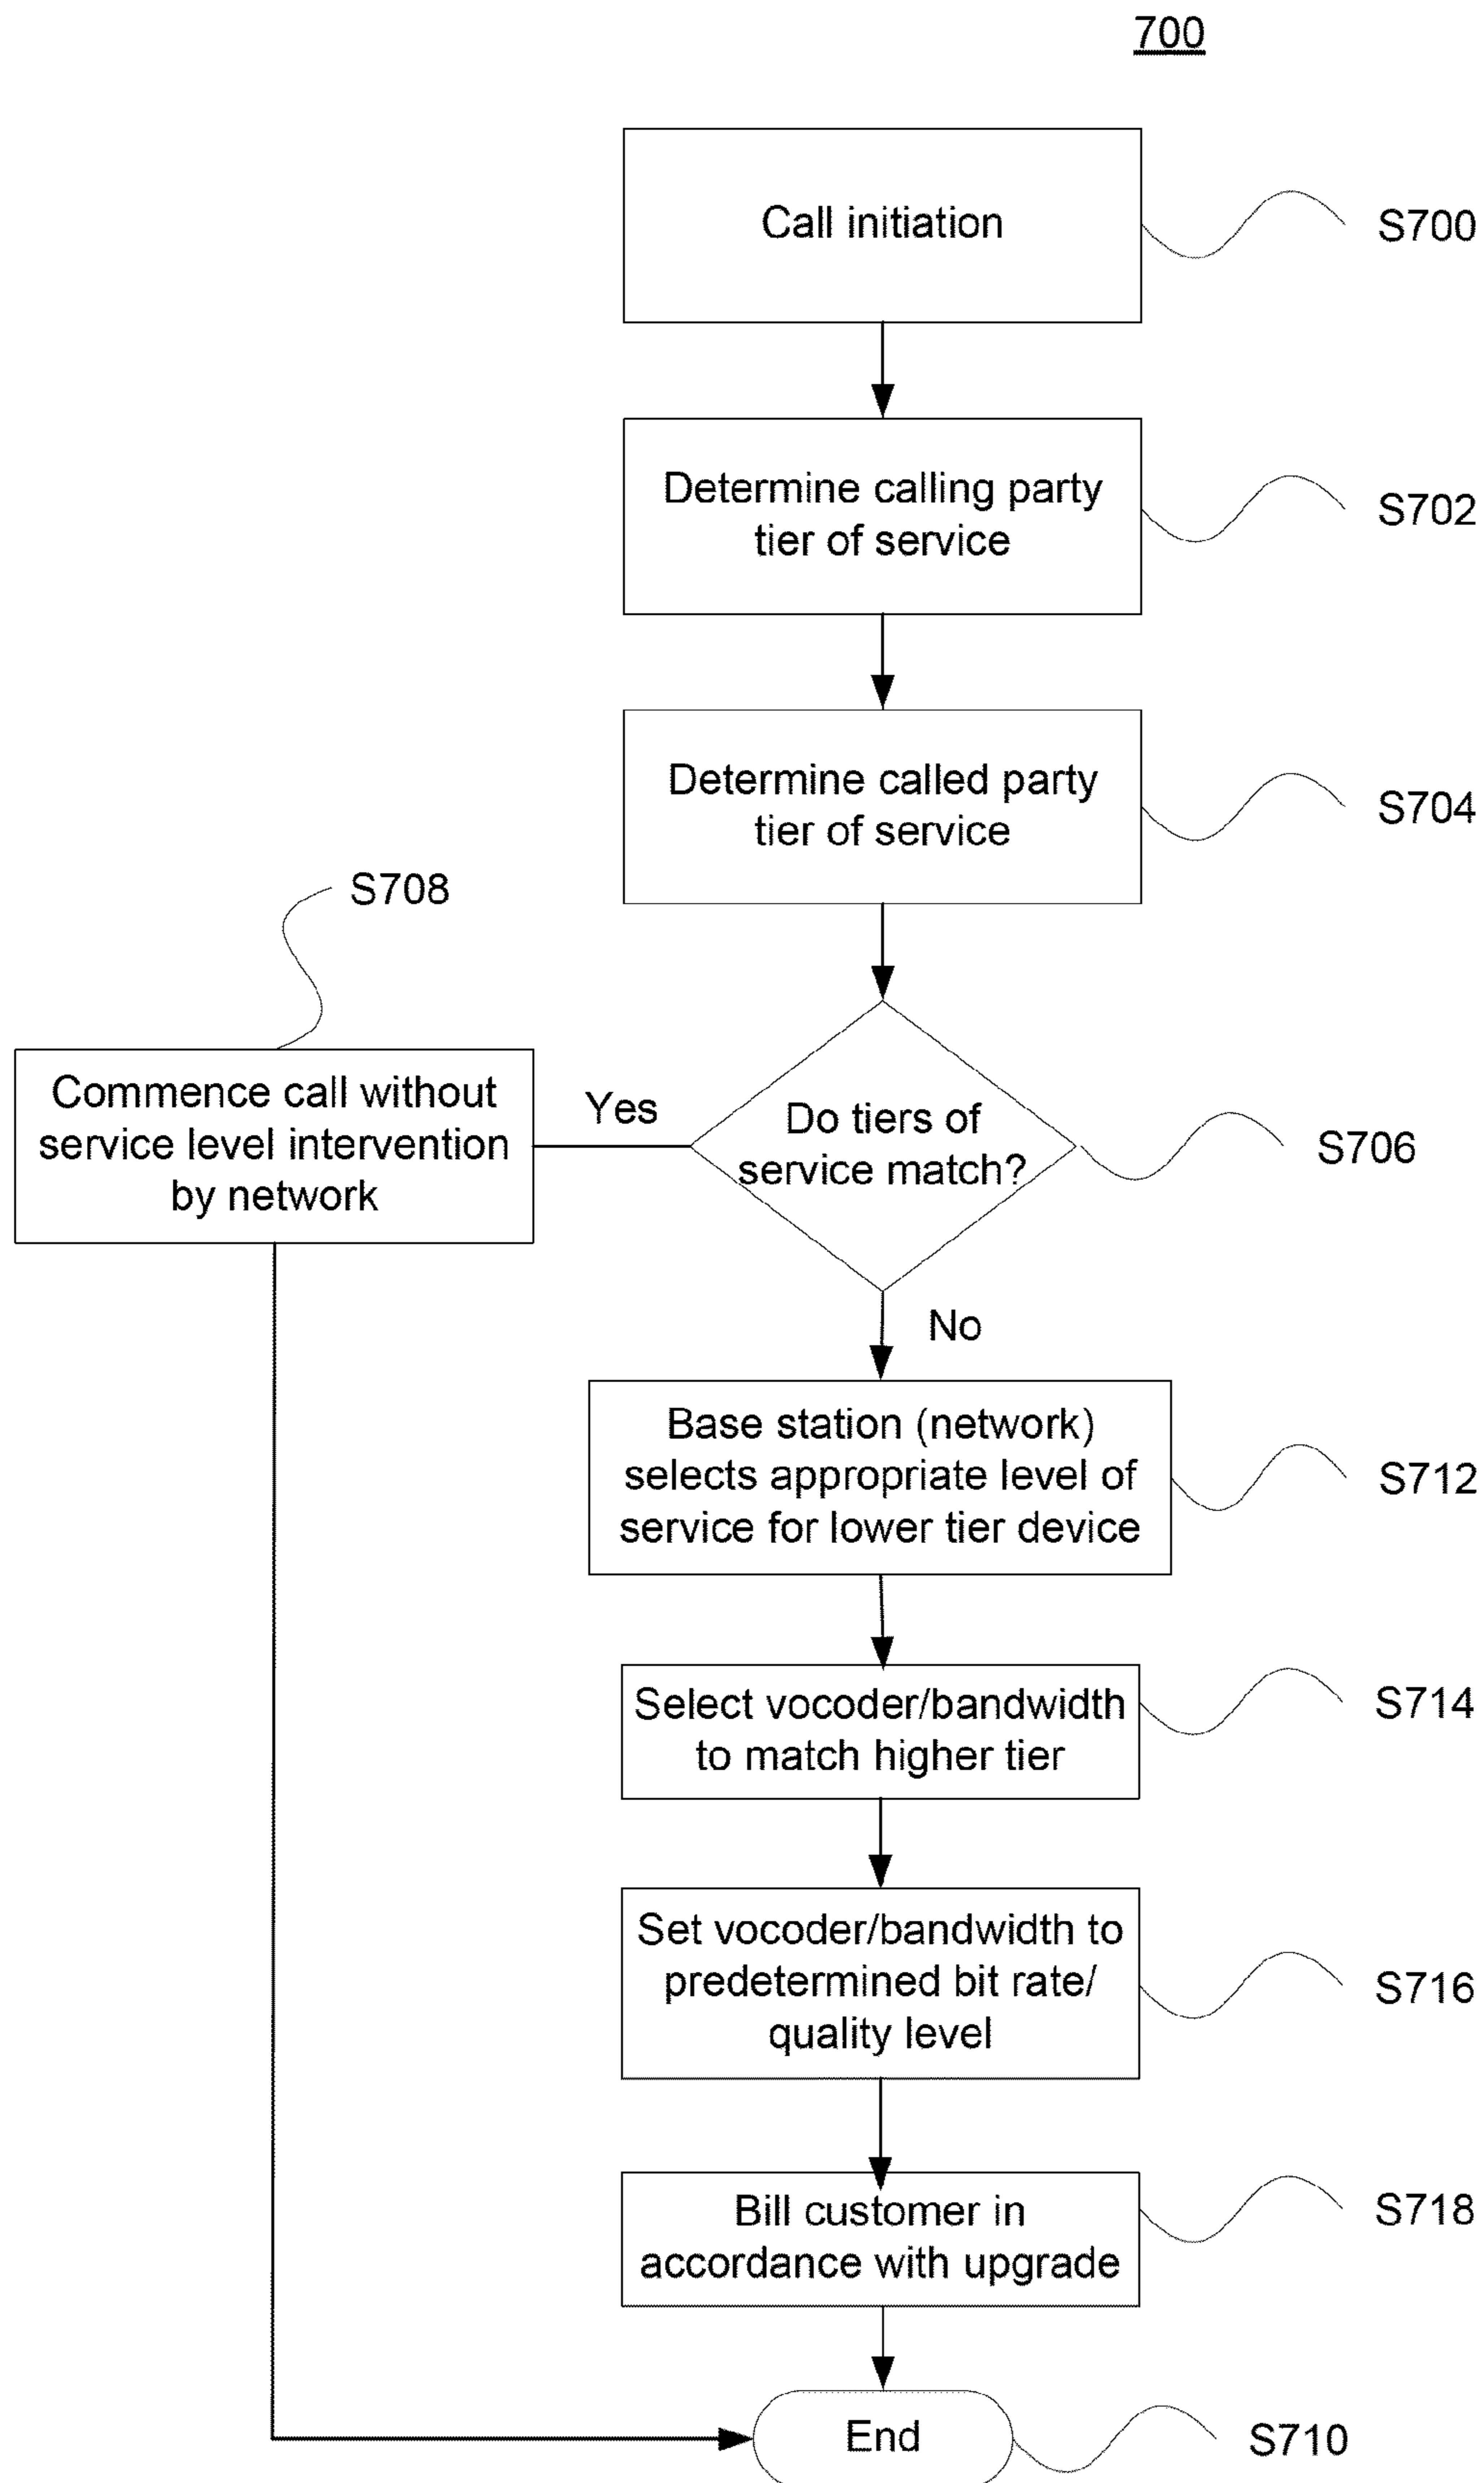 700
Call initiation
S700
Determine calling party
tier of service
S702
Determine called party
tier of service
S704
S708
Commence call without
service level intervention
by network
Yes
Do tiers of
service match?
S706
No
Base station (network)
selects appropriate level of
service for lower tier device
S712
Select vocoder/bandwidth
to match higher tier
S714
Set vocoder/bandwidth to
predetermined bit rate/
quality level
S716
Bill customer in
accordance with upgrade
S718
End
S710